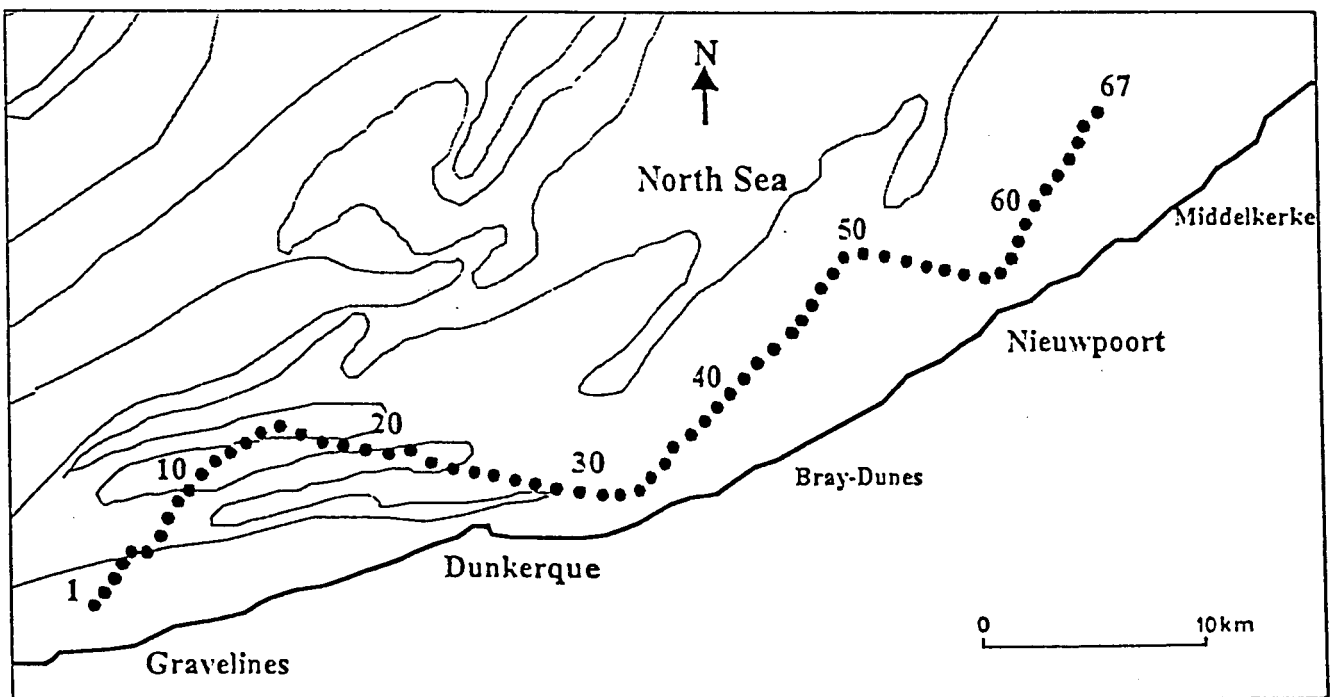 N
67
North Sea
60
Middelkerke
50
Nieuwpoort
40
20
10
30
Bray-Dunes
1
Dunkerque
0 10km
Gravelines